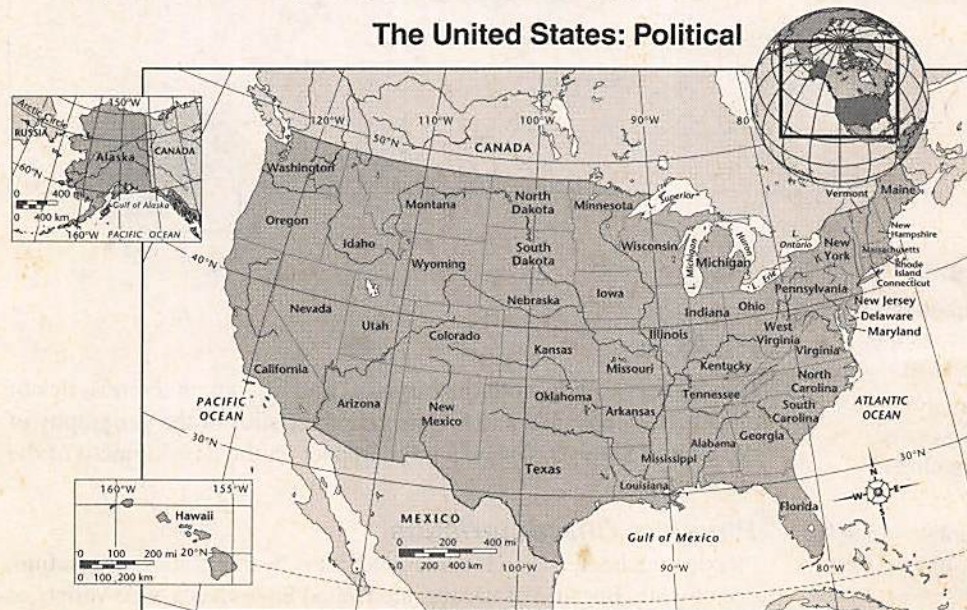 The United States: Political
150°W
Arctic Circle
RUSSIA
Alaska
CANADA
60°N
0 400 mi
0 400 km
Gulf of Alaska
160°W
PACIFIC OCEAN
120°W
110°W
100°W
90°W
80
50°N
CANADA
Washington
Montana
North
Dakota
Minnesota
L. Superior
Vermont
Maine
Oregon
Idaho
Wyoming
South
Dakota
Wisconsin
L. Michigan
Michigan
L. Huron
L.
Ontario
L. Erie
New
York
New
Hampshire
Massachusetts
Rhode
Island
Connecticut
40°N
Nevada
Utah
Colorado
Nebraska
Iowa
Illinois
Indiana
Ohio
Pennsylvania
New Jersey
Delaware
Maryland
West
Virginia
Virginia
California
Kansas
Missouri
Kentucky
North
Carolina
Tennessee
South
Carolina
PACIFIC
OCEAN
ATLANTIC
OCEAN
Arizona
New
Mexico
Oklahoma
Arkansas
Georgia
Alabama
Mississippi
30°N
30°N
Texas
Louisiana
Florida
N
W E
S
160°W
155°W
Hawaii
0 100 200 mi
20°N
0 100 200 km
MEXICO
0 200 400 mi
0 200 400 km
Gulf of Mexico
100°W
90°W
80°W